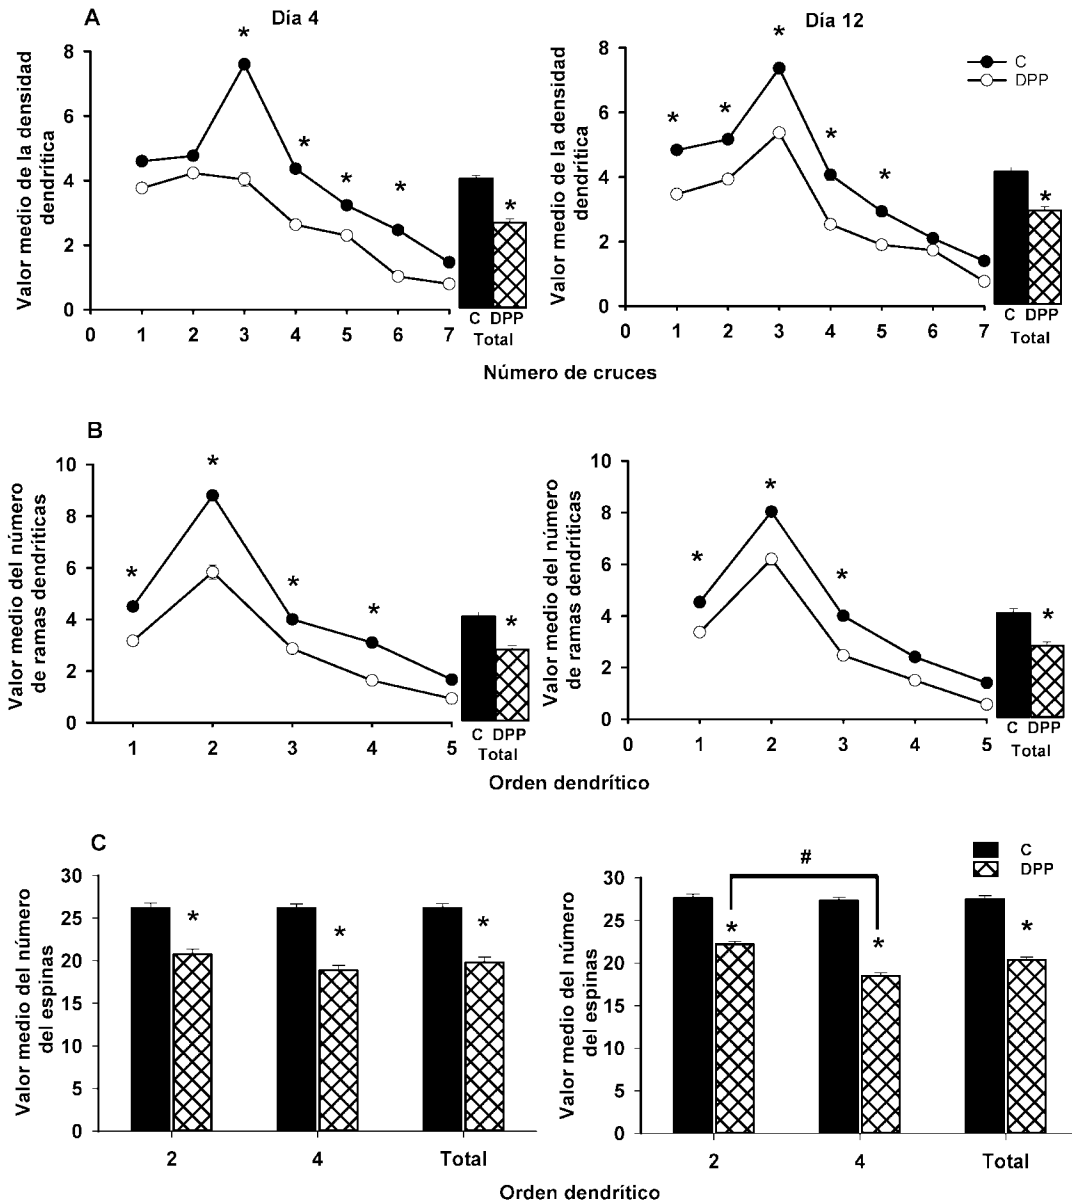 A
Día 4
Día 12
Valor medio de la densidad
dendrítica
8
6
4
2
0
*
*
*
*
*
0 1 2 3 4 5 6 7
C DPP
Total
Valor medio de la densidad
dendrítica
8
6
4
2
0
*
*
*
*
*
*
C
DPP
0 1 2 3 4 5 6 7
C DPP
Total
Número de cruces
B
Valor medio del número
de ramas dendríticas
10
8
6
4
2
0
*
*
*
*
*
1 2 3 4 5
C DPP
Total
Valor medio del número
de ramas dendríticas
10
8
6
4
2
0
*
*
*
*
0 1 2 3 4 5
C DPP
Total
Orden dendrítico
C
Valor medio del número
del espinas
30
25
20
15
10
5
0
*
*
*
2 4 Total
Valor medio del número
del espinas
30
25
20
15
10
5
0
#
*
*
*
C
DPP
2 4 Total
Orden dendrítico